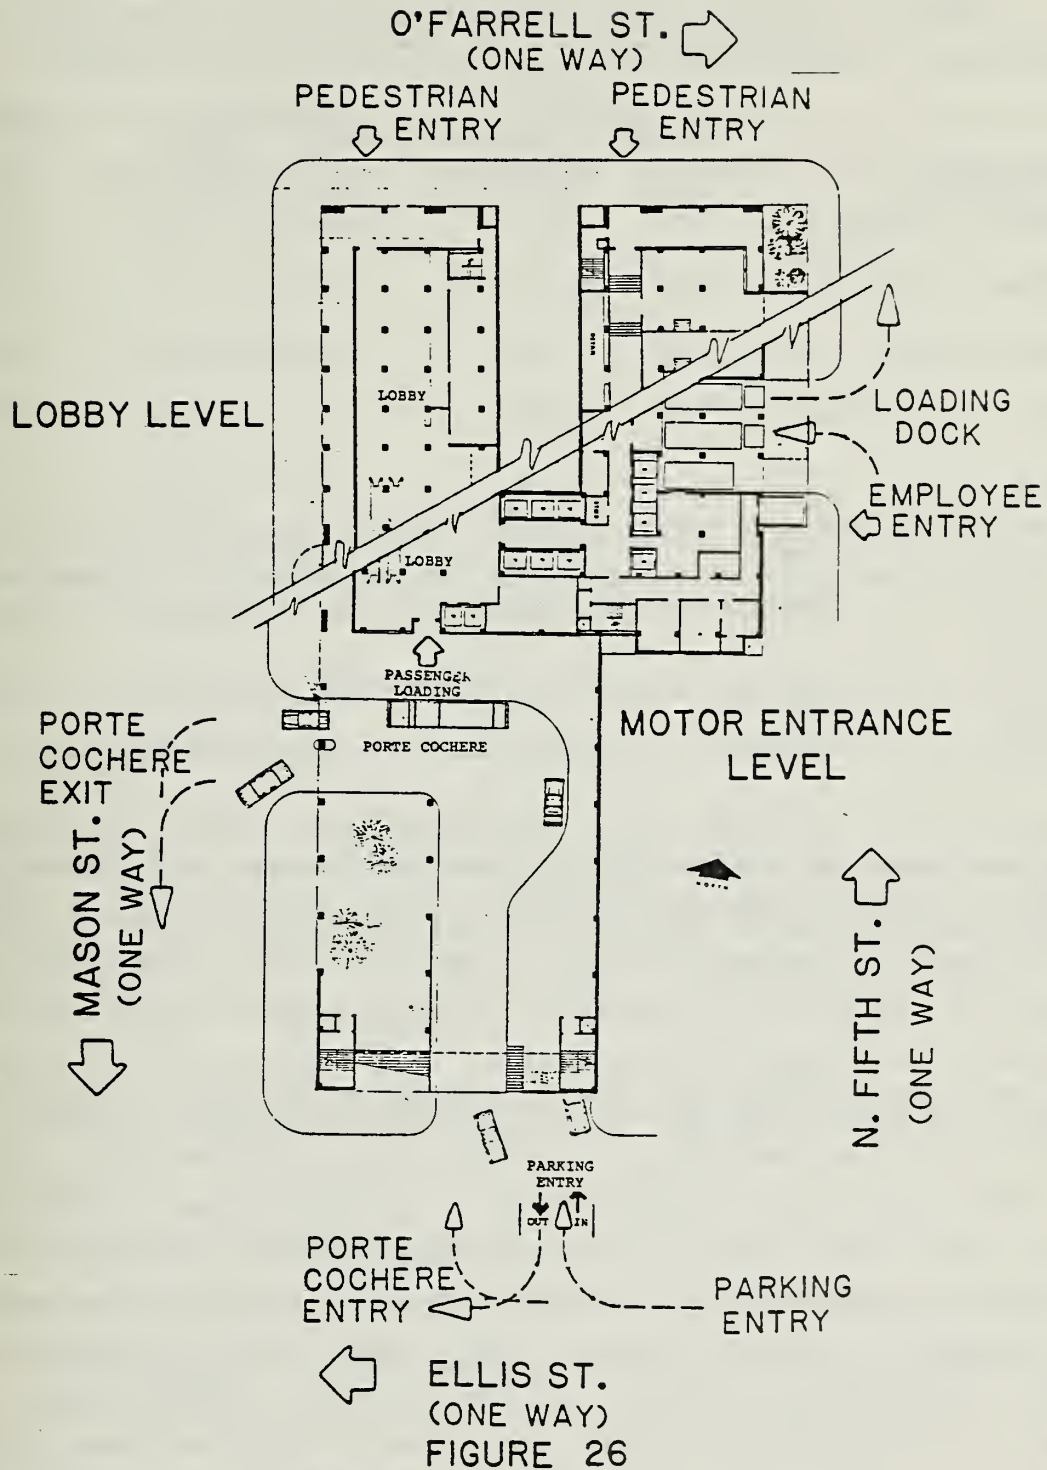 O'FARRELL ST.
(ONE WAY)
PEDESTRIAN
ENTRY
PEDESTRIAN
ENTRY
LOBBY
LOBBY LEVEL
LOADING
DOCK
EMPLOYEE
ENTRY
LOBBY
PASSENGER
LOADING
PORTE
COCHERE
EXIT
PORTE COCHERE
MOTOR ENTRANCE
LEVEL
MASON ST.
(ONE WAY)
NORTH
N. FIFTH ST.
(ONE WAY)
PARKING
ENTRY
OUT
IN
PORTE
COCHERE
ENTRY
PARKING
ENTRY
ELLIS ST.
(ONE WAY)
FIGURE 26